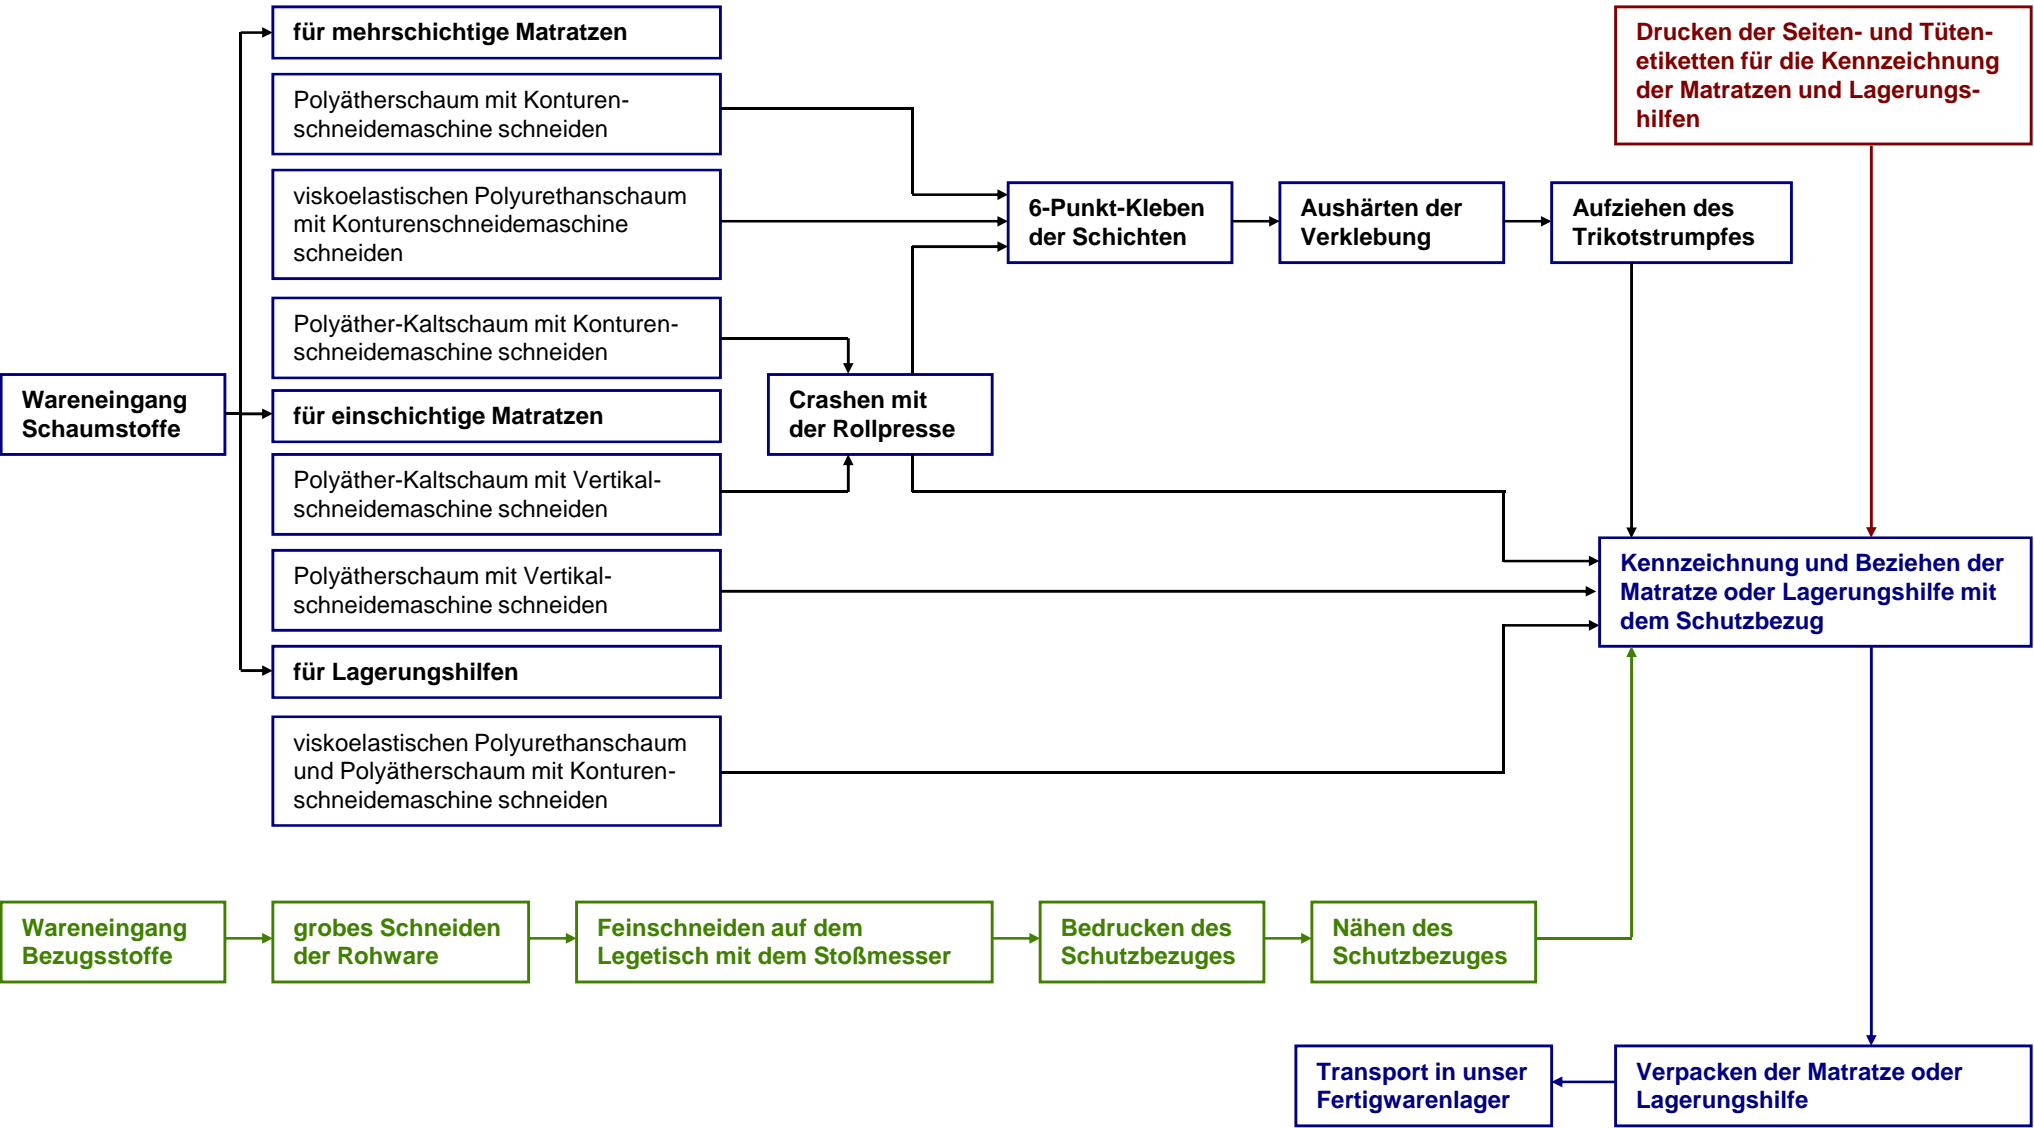 für mehrschichtige Matratzen
Polyätherschaum mit Konturen-
schneidemaschine schneiden
viskoelastischen Polyurethanschaum
mit Konturenschneidemaschine
schneiden
Polyäther-Kaltschaum mit Konturen-
schneidemaschine schneiden
Wareneingang
Schaumstoffe
für einschichtige Matratzen
Polyäther-Kaltschaum mit Vertikal-
schneidemaschine schneiden
Polyätherschaum mit Vertikal-
schneidemaschine schneiden
für Lagerungshilfen
viskoelastischen Polyurethanschaum
und Polyätherschaum mit Konturen-
schneidemaschine schneiden
Crashen mit
der Rollpresse
6-Punkt-Kleben
der Schichten
Aushärten der
Verklebung
Aufziehen des
Trikotstrumpfes
Drucken der Seiten- und Tüten-
etiketten für die Kennzeichnung
der Matratzen und Lagerungs-
hilfen
Kennzeichnung und Beziehen der
Matratze oder Lagerungshilfe mit
dem Schutzbezug
Wareneingang
Bezugsstoffe
grobes Schneiden
der Rohware
Feinschneiden auf dem
Legetisch mit dem Stoßmesser
Bedrucken des
Schutzbezuges
Nähen des
Schutzbezuges
Transport in unser
Fertigwarenlager
Verpacken der Matratze oder
Lagerungshilfe